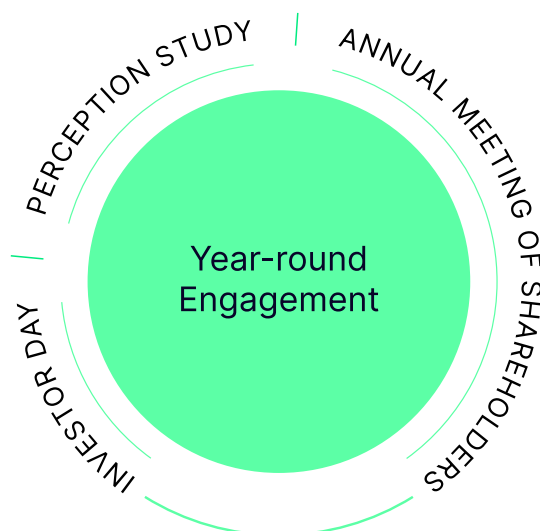 PERCEPTION STUDY
ANNUAL MEETING OF SHAREHOLDERS
INVESTOR DAY
Year-round
Engagement